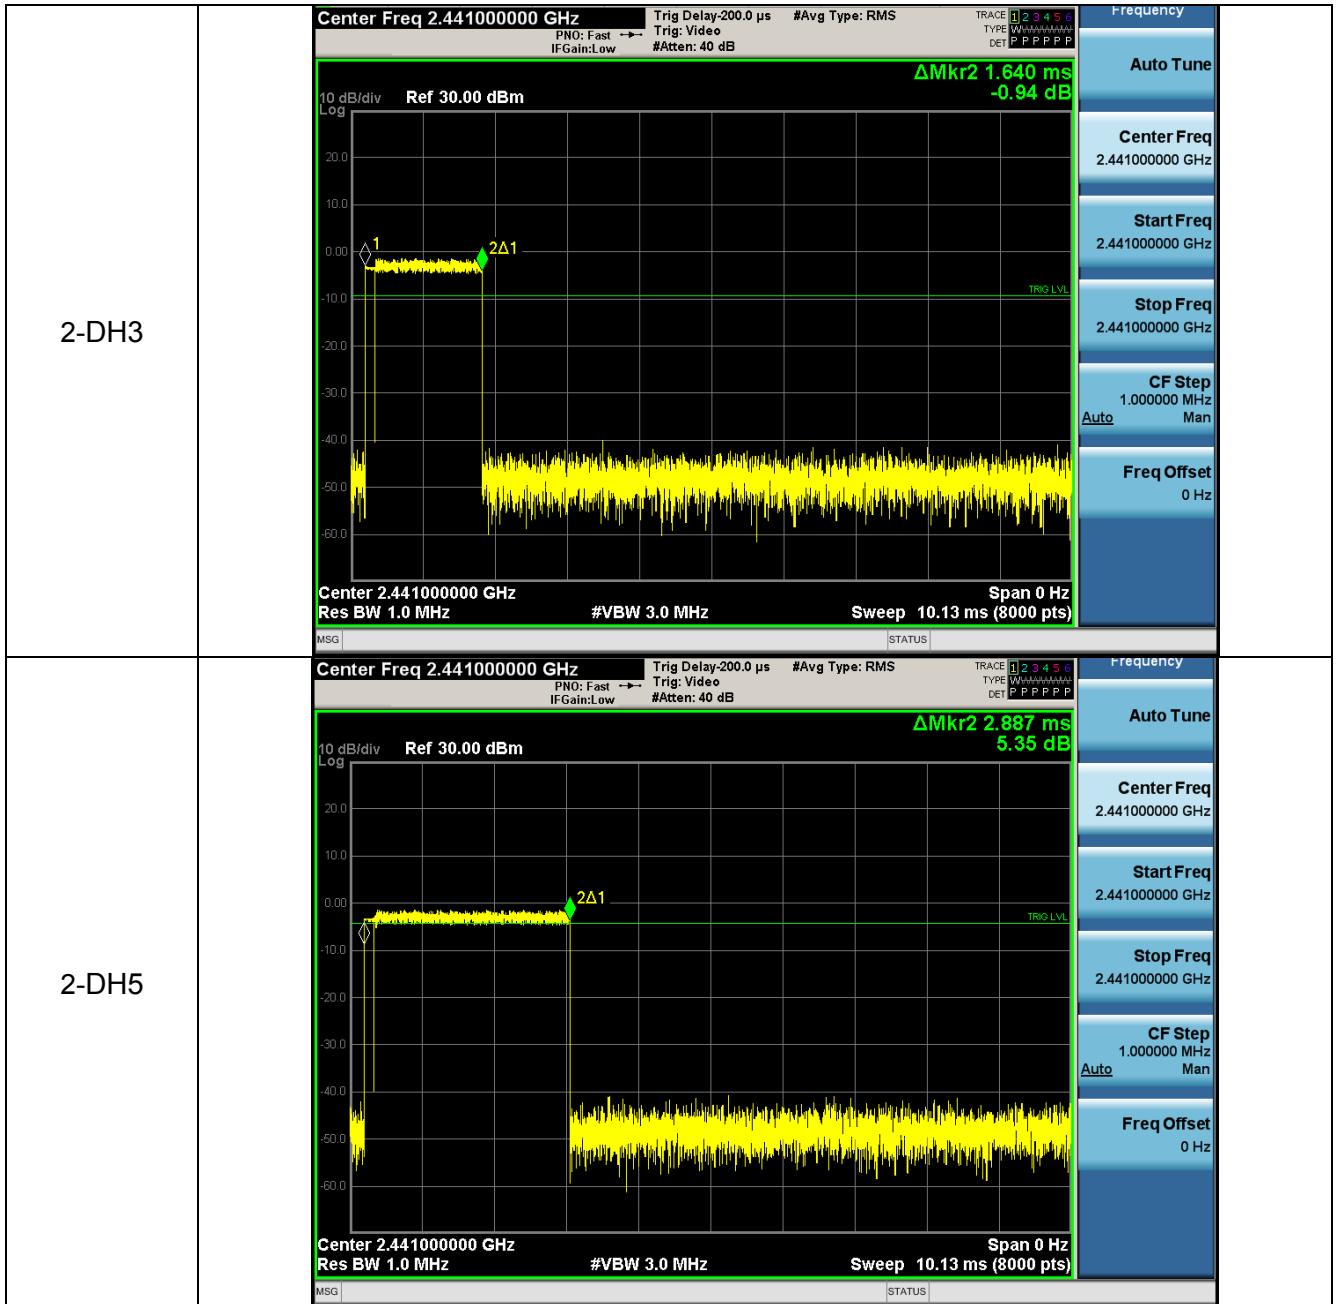 2-DH3
Center Freq 2.441000000 GHz
PNO: Fast
IFGain:Low
Trig Delay-200.0 µs
Trig: Video
#Atten: 40 dB
#Avg Type: RMS
TRACE 1 2 3 4 5 6
TYPE W
DET P P P P P P
ΔMkr2 1.640 ms
-0.94 dB
10 dB/div
Log
Ref 30.00 dBm
20.0
10.0
0.00
-10.0
-20.0
-30.0
-40.0
-50.0
-60.0
1
2Δ1
TRIG LVL
Center 2.441000000 GHz
Span 0 Hz
Res BW 1.0 MHz
#VBW 3.0 MHz
Sweep 10.13 ms (8000 pts)
MSG
STATUS
Frequency
Auto Tune
Center Freq
2.441000000 GHz
Start Freq
2.441000000 GHz
Stop Freq
2.441000000 GHz
CF Step
1.000000 MHz
Auto Man
Freq Offset
0 Hz
2-DH5
Center Freq 2.441000000 GHz
PNO: Fast
IFGain:Low
Trig Delay-200.0 µs
Trig: Video
#Atten: 40 dB
#Avg Type: RMS
TRACE 1 2 3 4 5 6
TYPE W
DET P P P P P P
ΔMkr2 2.887 ms
5.35 dB
10 dB/div
Log
Ref 30.00 dBm
20.0
10.0
0.00
-10.0
-20.0
-30.0
-40.0
-50.0
-60.0
2Δ1
TRIG LVL
Center 2.441000000 GHz
Span 0 Hz
Res BW 1.0 MHz
#VBW 3.0 MHz
Sweep 10.13 ms (8000 pts)
MSG
STATUS
Frequency
Auto Tune
Center Freq
2.441000000 GHz
Start Freq
2.441000000 GHz
Stop Freq
2.441000000 GHz
CF Step
1.000000 MHz
Auto Man
Freq Offset
0 Hz